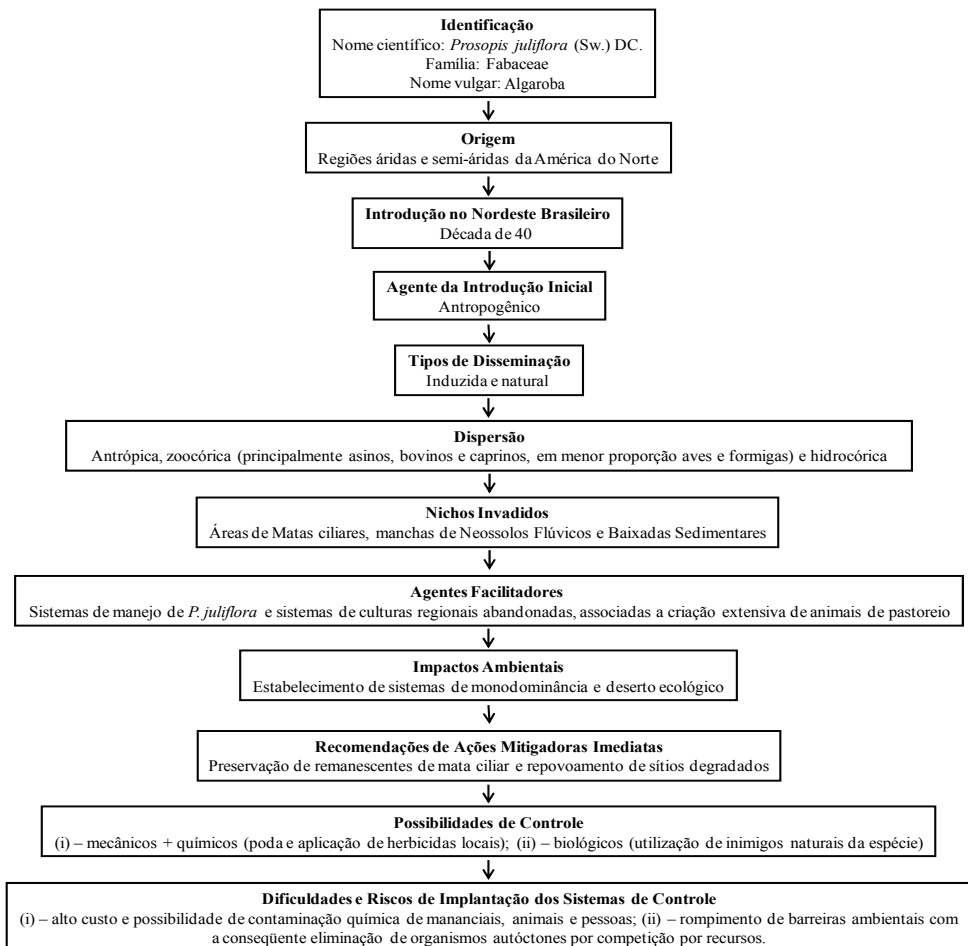 Identificação
Nome científico: Prosopis juliflora (Sw.) DC.
Família: Fabaceae
Nome vulgar: Algaroba
Origem
Regiões áridas e semi-áridas da América do Norte
Introdução no Nordeste Brasileiro
Década de 40
Agente da Introdução Inicial
Antropogênico
Tipos de Disseminação
Induzida e natural
Dispersão
Antrópica, zoocórica (principalmente asinos, bovinos e caprinos, em menor proporção aves e formigas) e hidrocórica
Nichos Invadidos
Áreas de Matas ciliares, manchas de Neossolos Flúvicos e Baixadas Sedimentares
Agentes Facilitadores
Sistemas de manejo de P. juliflora e sistemas de culturas regionais abandonadas, associadas a criação extensiva de animais de pastoreio
Impactos Ambientais
Estabelecimento de sistemas de monodominância e deserto ecológico
Recomendações de Ações Mitigadoras Imediatas
Preservação de remanescentes de mata ciliar e repovoamento de sítios degradados
Possibilidades de Controle
(i) – mecânicos + químicos (poda e aplicação de herbicidas locais); (ii) – biológicos (utilização de inimigos naturais da espécie)
Dificuldades e Riscos de Implantação dos Sistemas de Controle
(i) – alto custo e possibilidade de contaminação química de mananciais, animais e pessoas; (ii) – rompimento de barreiras ambientais com
a conseqüente eliminação de organismos autóctones por competição por recursos.